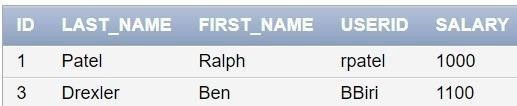 ID LAST_NAME FIRST_NAME USERID SALARY
1 Patel Ralph rpatel 1000
3 Drexler Ben BBiri 1100